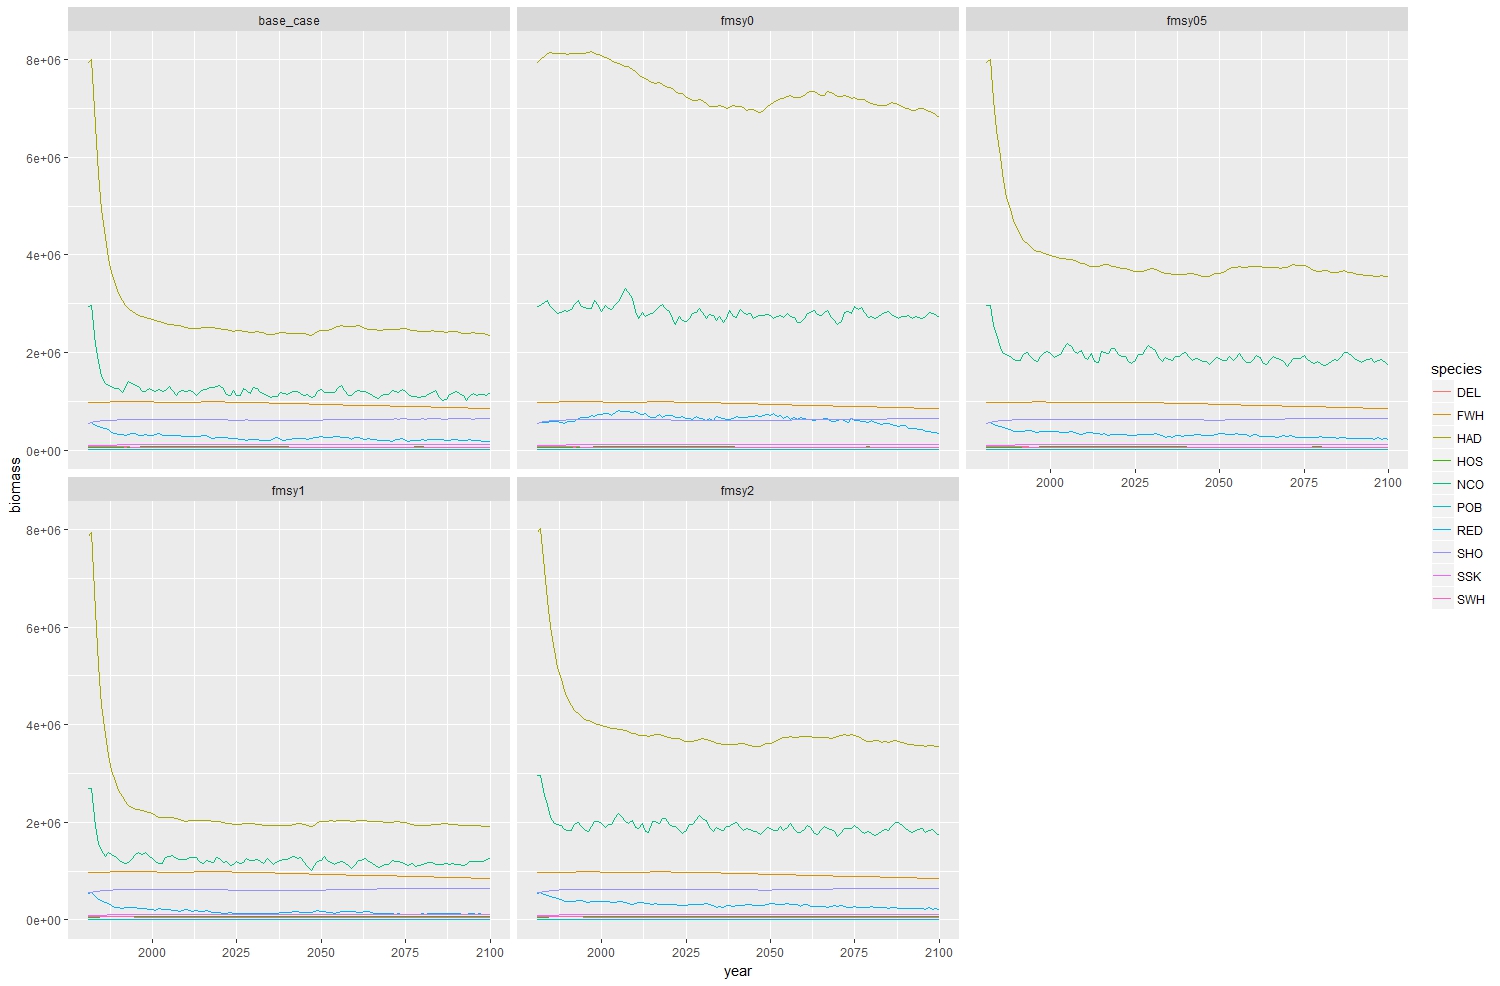 base_case fmsy0 fmsy05
8e+06
6e+06
4e+06
2e+06
0e+00
2000 2025 2050 2075 2100
fmsy1 fmsy2
8e+06
6e+06
4e+06
2e+06
0e+00
2000 2025 2050 2075 2100 2000 2025 2050 2075 2100
year
biomass
species
DEL
FWH
HAD
HOS
NCO
POB
RED
SHO
SSK
SWH